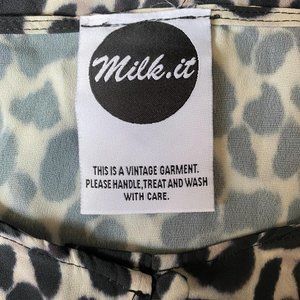 Milk.it
THIS IS A VINTAGE GARMENT.
PLEASE HANDLE, TREAT AND WASH
WITH CARE.